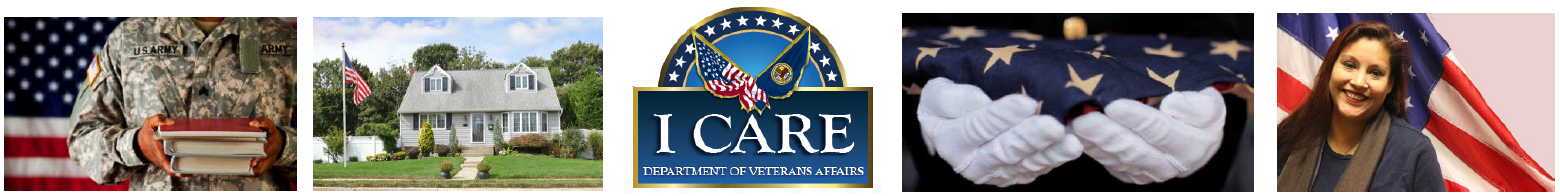 U.S. ARMY
ARMY
I CARE
DEPARTMENT OF VETERANS AFFAIRS